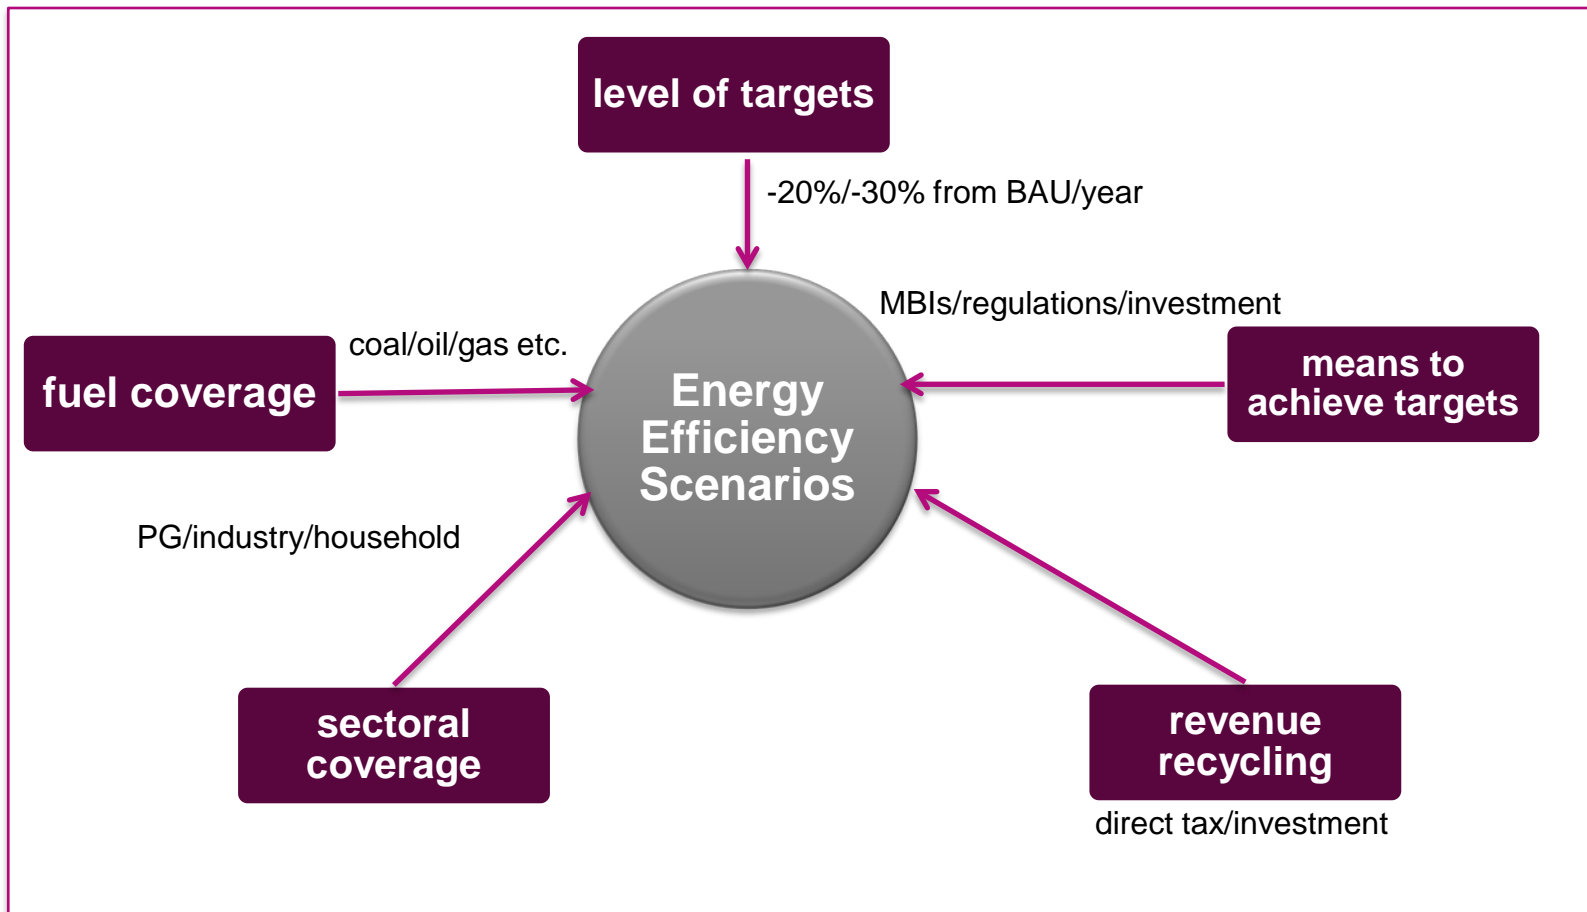 level of targets
-20%/-30% from BAU/year
MBIs/regulations/investment
coal/oil/gas etc.
fuel coverage
Energy
Efficiency
Scenarios
means to
achieve targets
PG/industry/household
sectoral
coverage
revenue
recycling
direct tax/investment